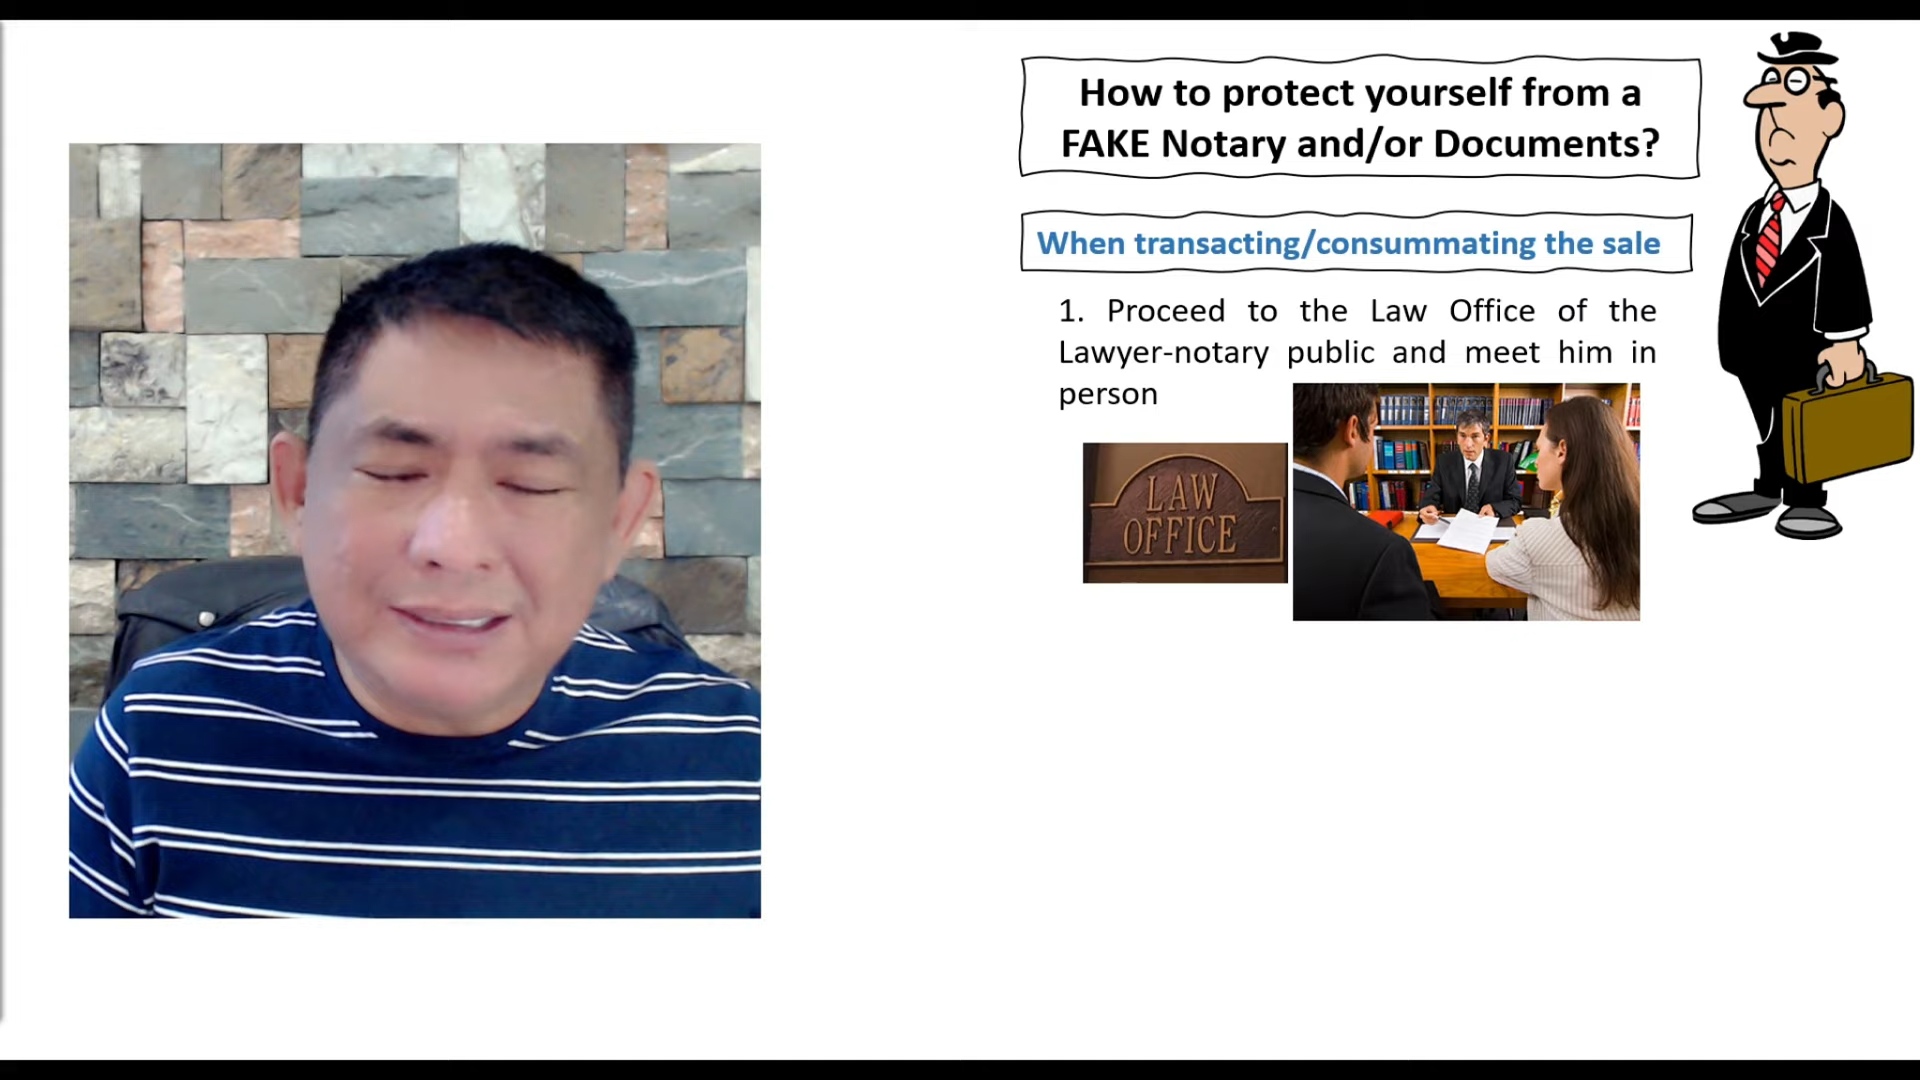 How to protect yourself from a
FAKE Notary and/or Documents?
When transacting/consummating the sale
1. Proceed to the Law Office of the
Lawyer-notary public and meet him in
person
LAW
OFFICE